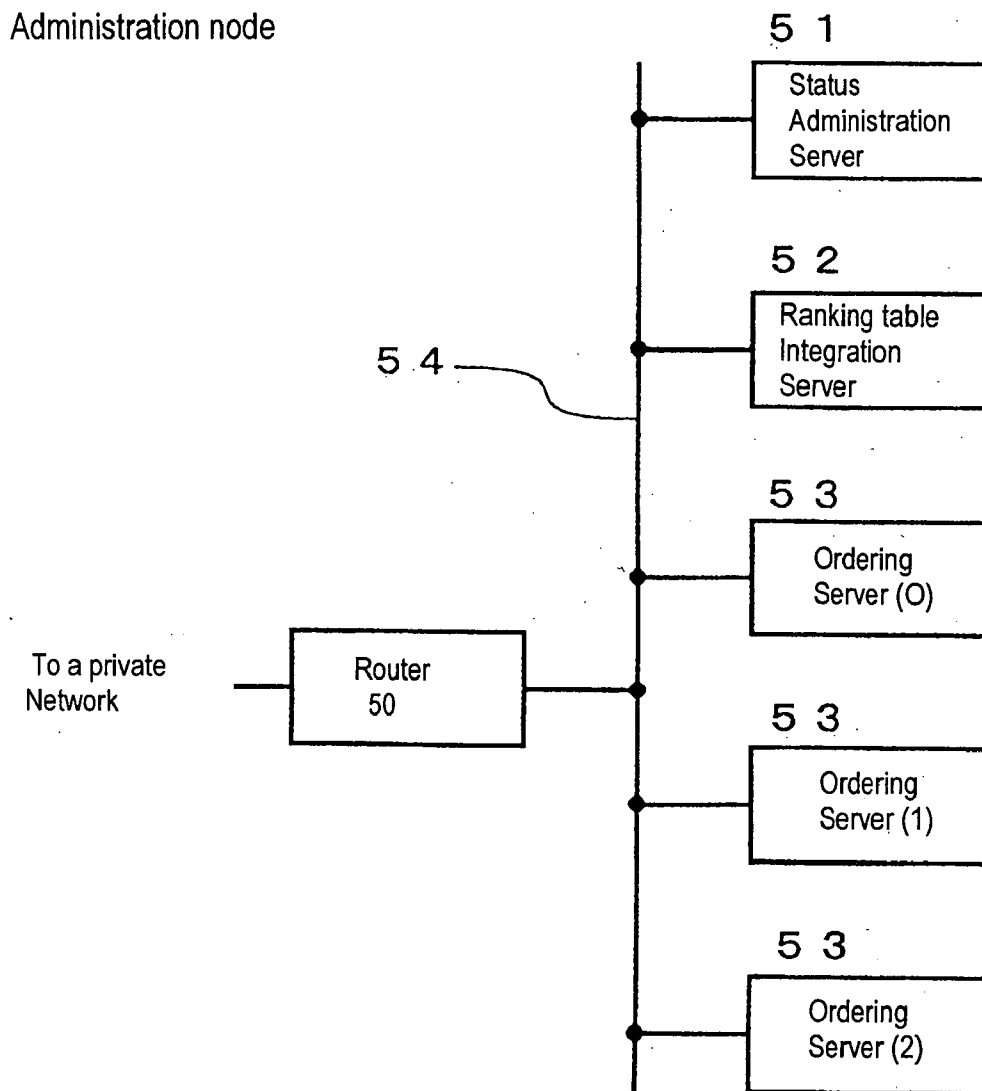 Administration node
5 1
Status
Administration
Server
5 2
Ranking table
Integration
Server
5 4
5 3
Ordering
Server (O)
To a private
Network
Router
50
5 3
Ordering
Server (1)
5 3
Ordering
Server (2)